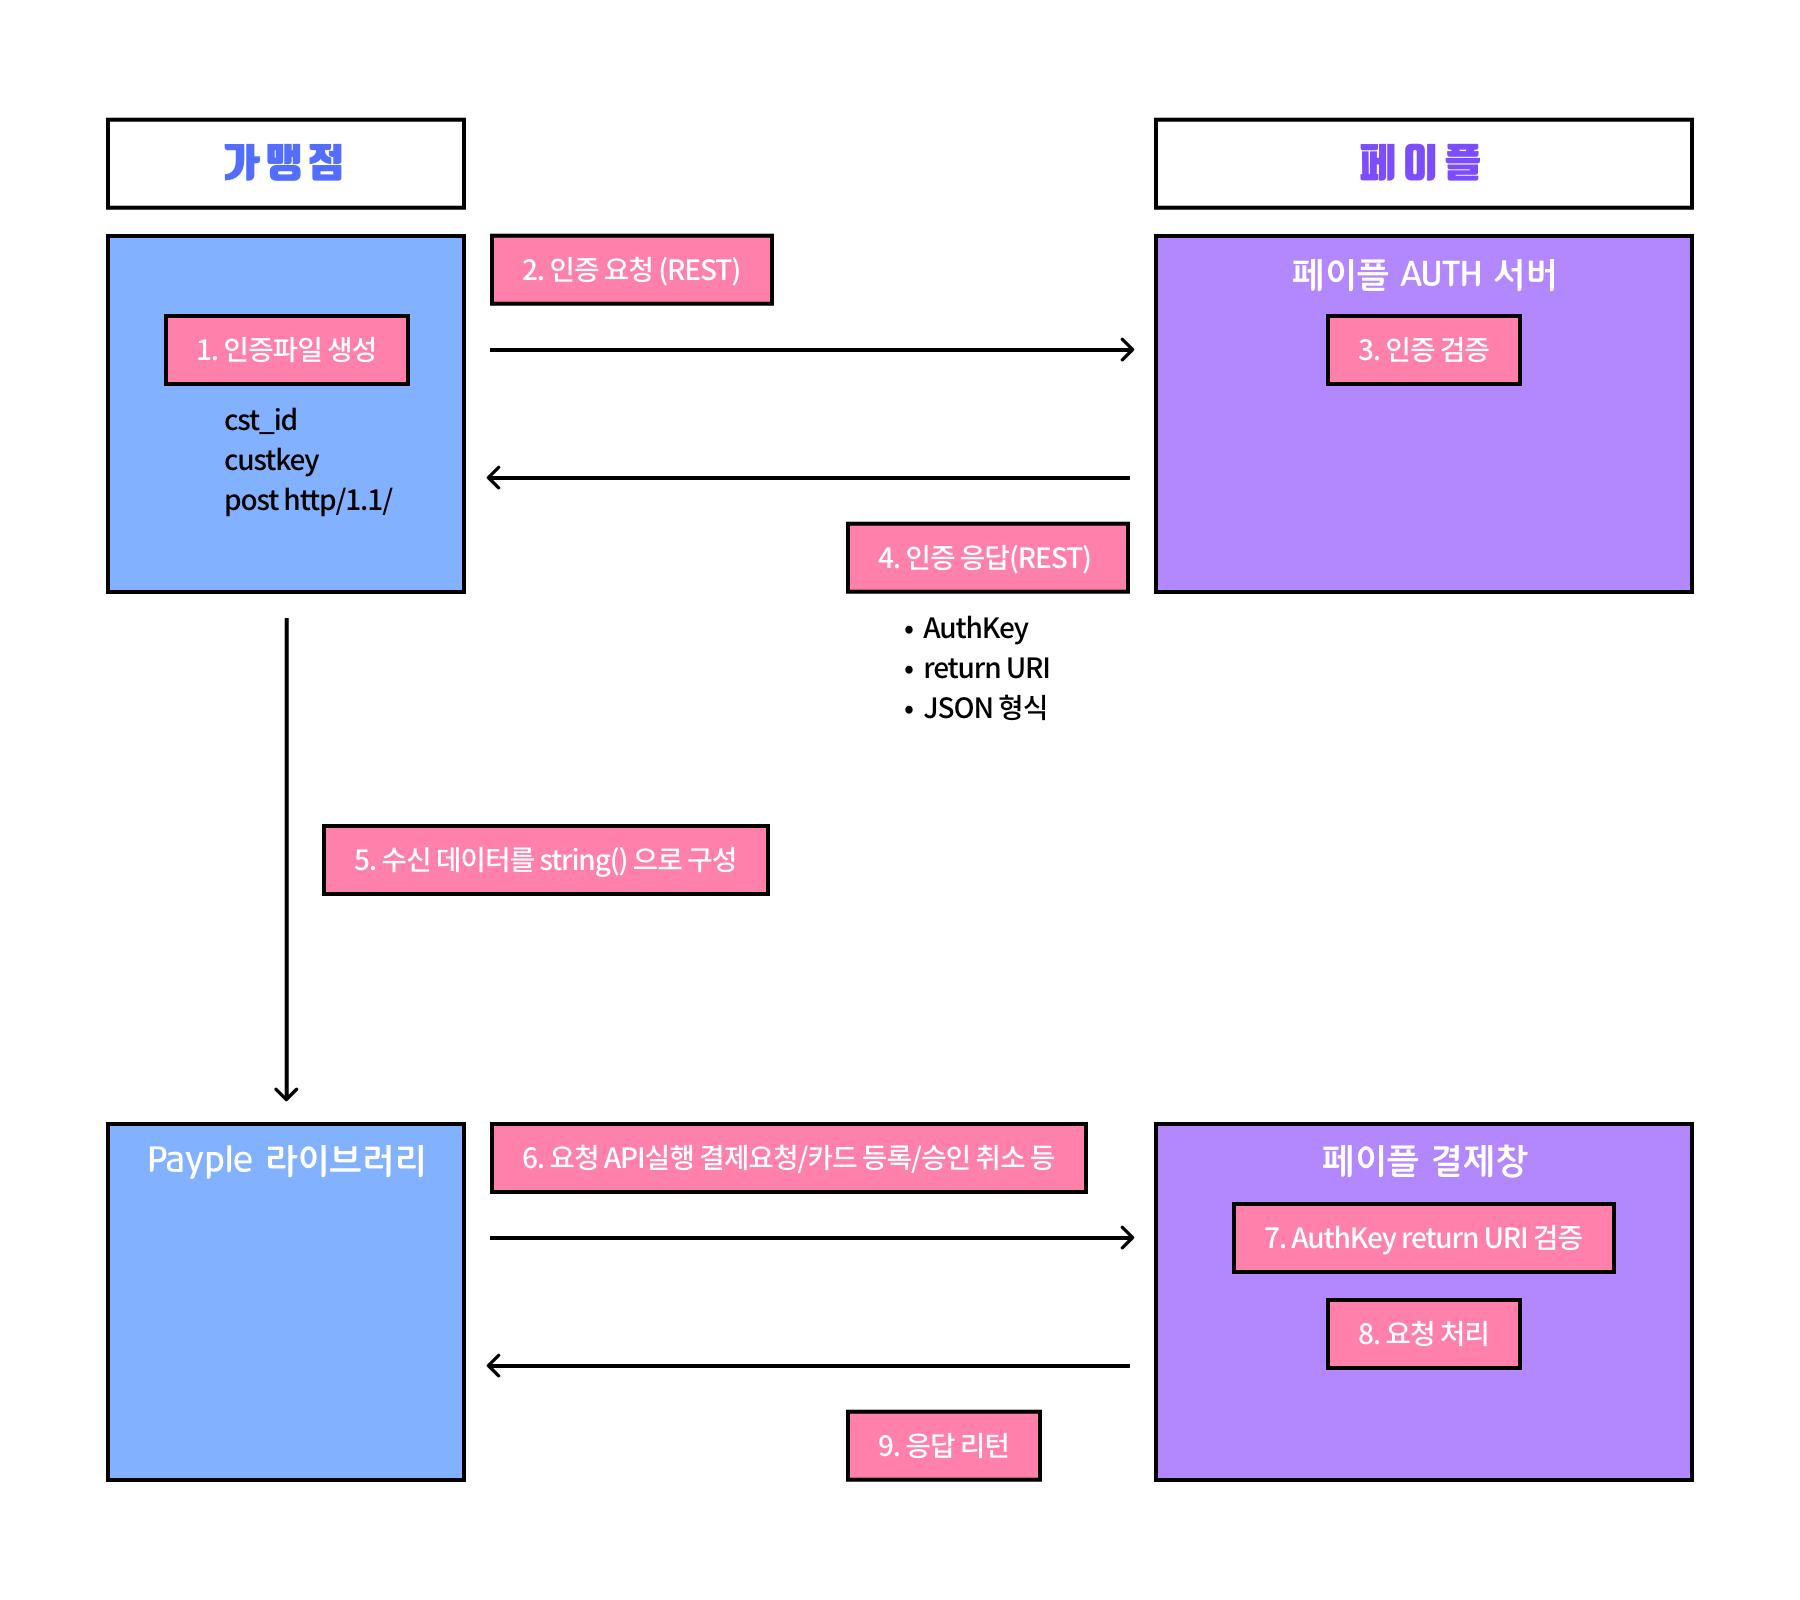 가맹점
페이플
2. 인증 요청 (REST)
페이플 AUTH 서버
1. 인증파일 생성
3. 인증 검증
cst_id
custkey
post http/1.1/
4. 인증 응답(REST)
• AuthKey
• return URI
• JSON 형식
5. 수신 데이터를 string() 으로 구성
Payple 라이브러리
6. 요청 API실행 결제요청/카드 등록/승인 취소 등
페이플 결제창
7. AuthKey return URI 검증
8. 요청 처리
9. 응답 리턴